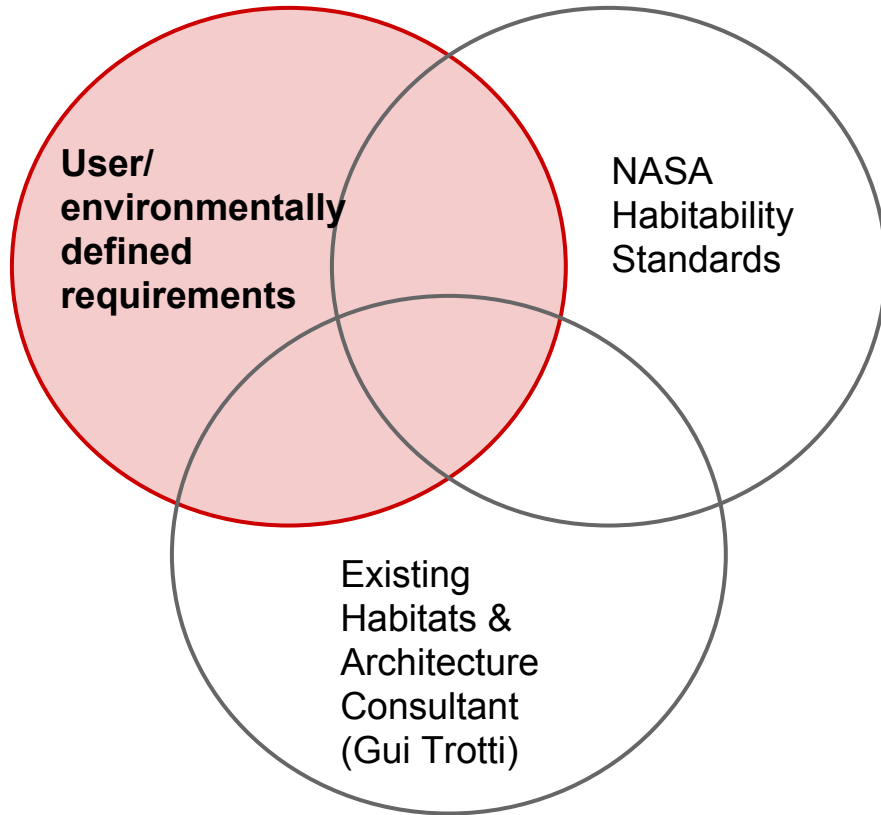 User/
environmentally
defined
requirements
NASA
Habitability
Standards
Existing
Habitats &
Architecture
Consultant
(Gui Trotti)